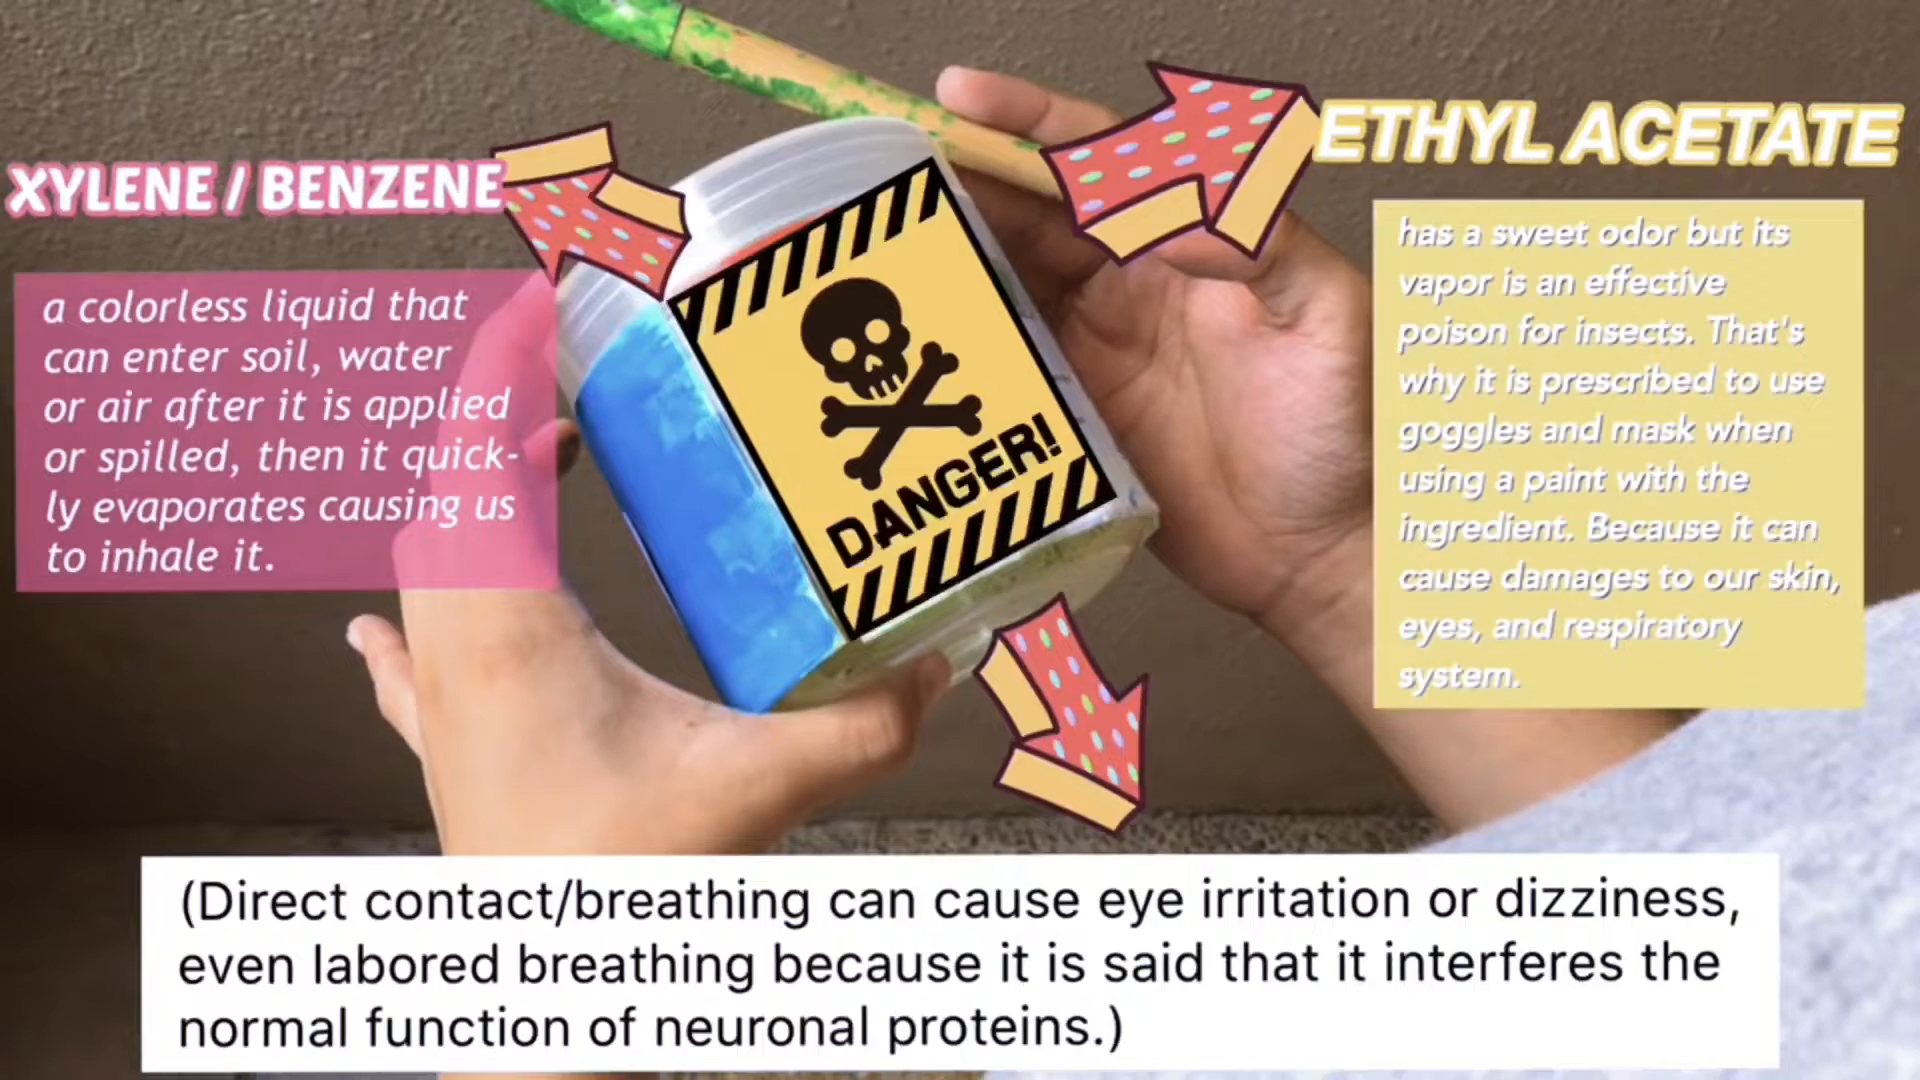 XYLENE / BENZENE
a colorless liquid that
can enter soil, water
or air after it is applied
or spilled, then it quick-
ly evaporates causing us
to inhale it.
DANGER!
ETHYL ACETATE
has a sweet odor but its
vapor is an effective
poison for insects. That's
why it is prescribed to use
goggles and mask when
using a paint with the
ingredient. Because it can
cause damages to our skin,
eyes, and respiratory
system.
(Direct contact/breathing can cause eye irritation or dizziness,
even labored breathing because it is said that it interferes the
normal function of neuronal proteins.)